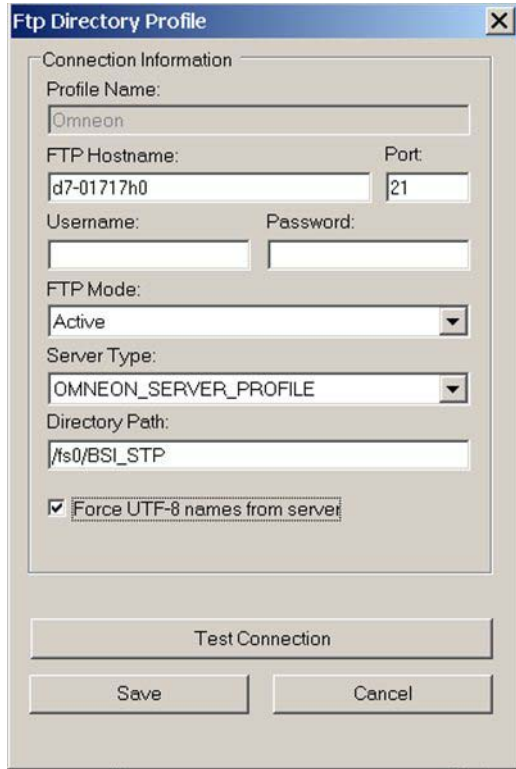 Ftp Directory Profile
Connection Information
Profile Name:
Omneon
FTP Hostname: Port:
d7-01717h0 21
Username: Password:
FTP Mode:
Active
Server Type:
OMNEON_SERVER_PROFILE
Directory Path:
/fs0/BSI_STP
Force UTF-8 names from server
Test Connection
Save Cancel